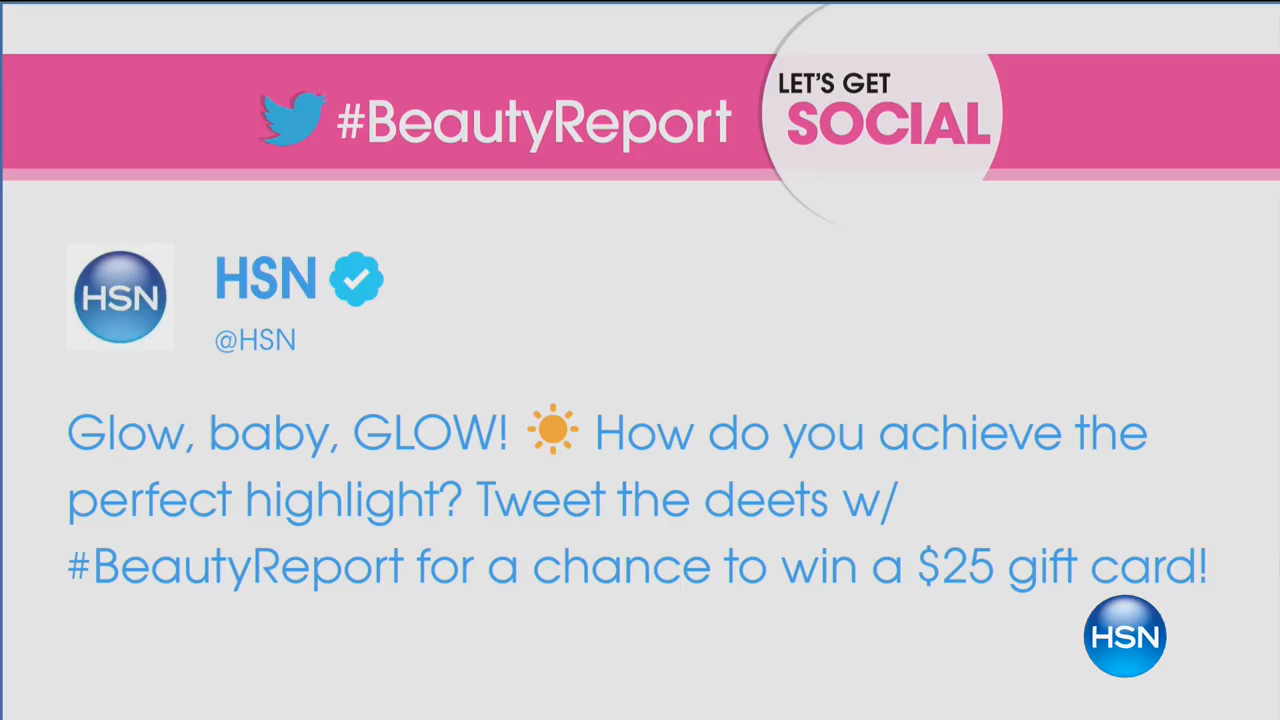 #BeautyReport
LET'S GET
SOCIAL
HSN
HSN
@HSN
Glow, baby, GLOW! ☀ How do you achieve the
perfect highlight? Tweet the deets w/
#BeautyReport for a chance to win a $25 gift card!
HSN